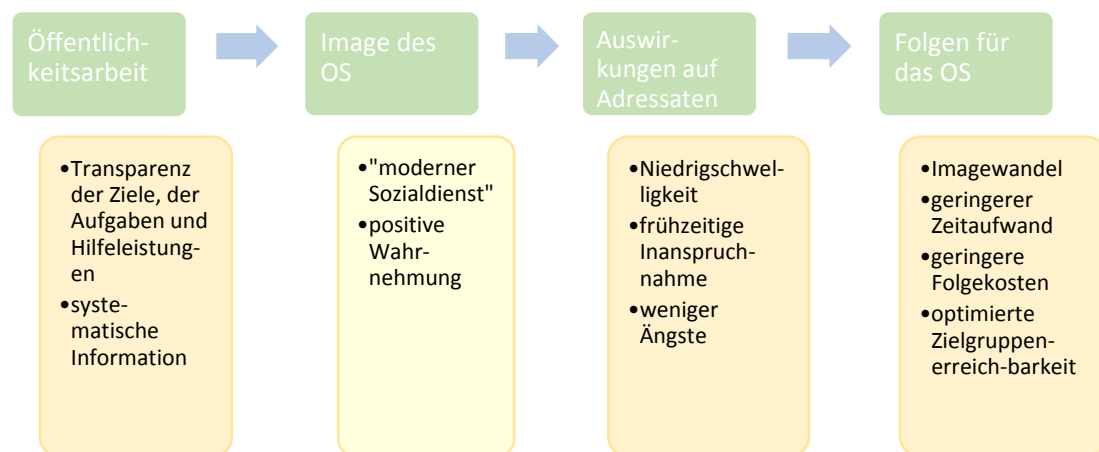 Öffentlich-
keitsarbeit
Image des
OS
Auswir-
kungen auf
Adressaten
Folgen für
das OS
•Transparenz
der Ziele, der
Aufgaben und
Hilfeleistung-
en
•syste-
matische
Information
•"moderner
Sozialdienst"
•positive
Wahr-
nehmung
•Niedrigschwel-
ligkeit
•frühzeitige
Inanspruch-
nahme
•weniger
Ängste
•Imagewandel
•geringerer
Zeitaufwand
•geringere
Folgekosten
•optimierte
Zielgruppen-
erreich-barkeit